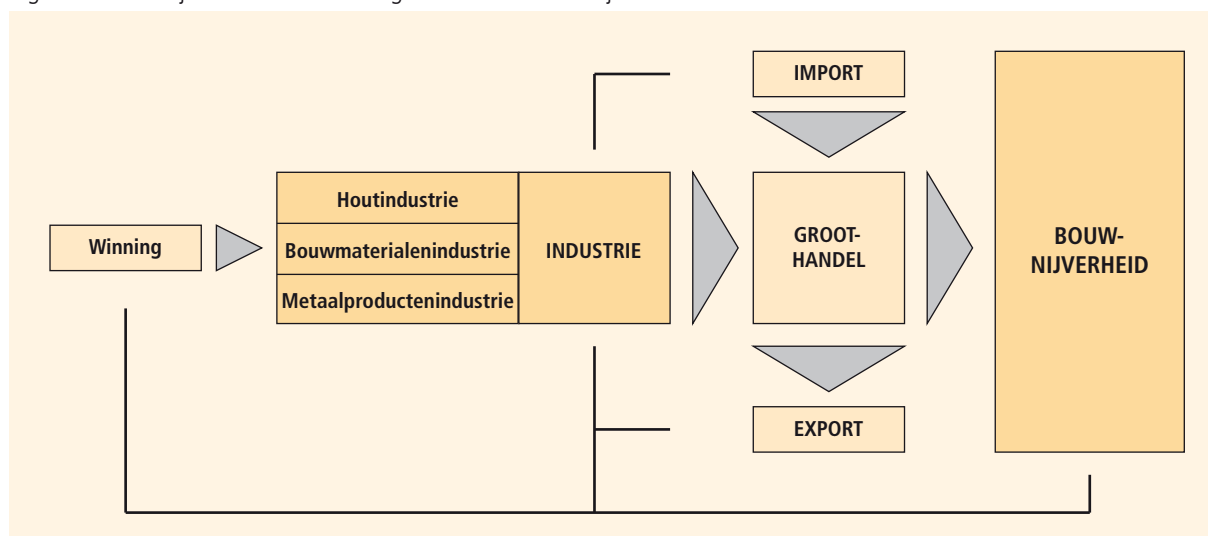 IMPORT
Houtindustrie
Winning
Bouwmaterialenindustrie
INDUSTRIE
GROOT-
HANDEL
BOUW-
NIJVERHEID
Metaalproductenindustrie
EXPORT